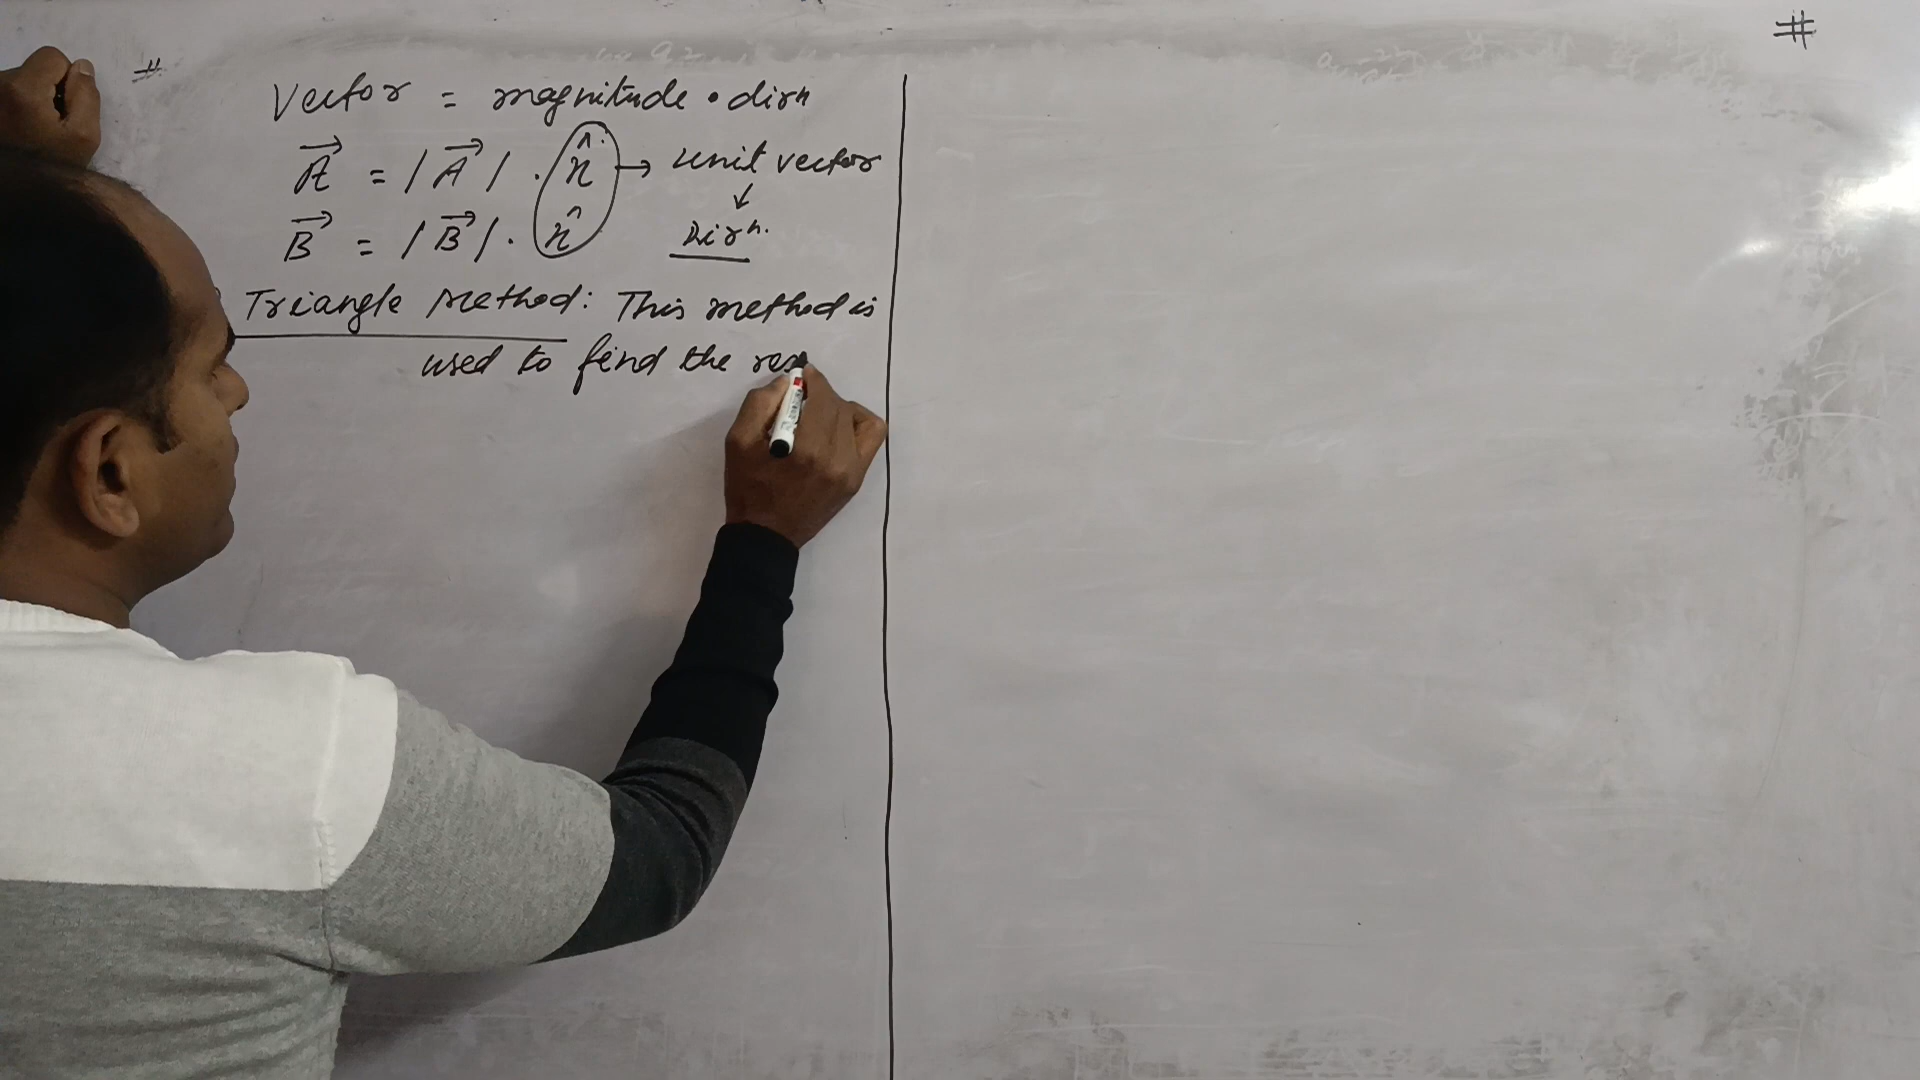 #
#
Vector = magnitude • dirn
A⃗ = |A⃗| . n̂ → unit vector
↓
B⃗ = |B⃗| . n̂ Dirⁿ.
Triangle Method: This method is
used to find the res